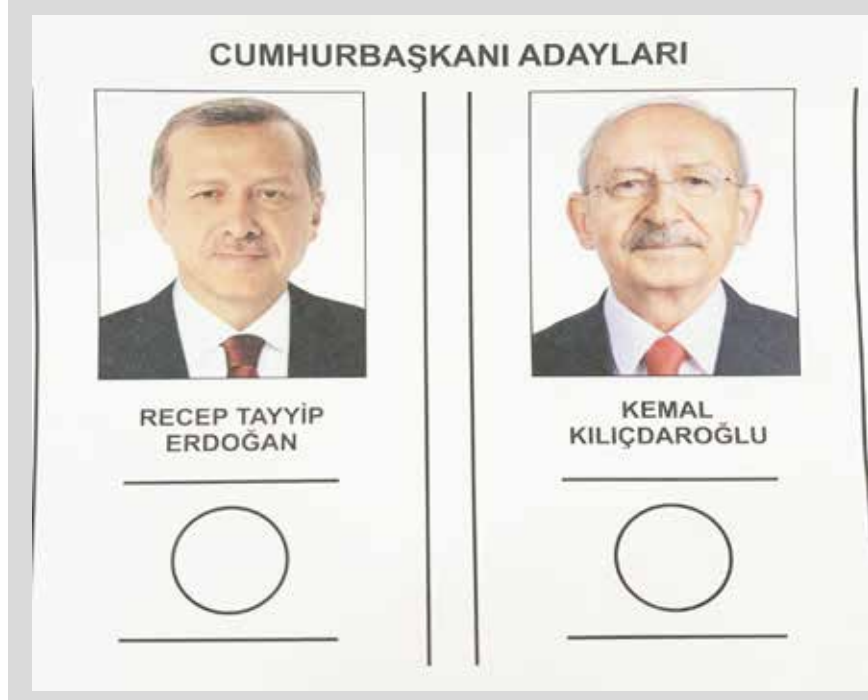 CUMHURBAŞKANI ADAYLARI
RECEP TAYYİP
ERDOĞAN
KEMAL
KILIÇDAROĞLU